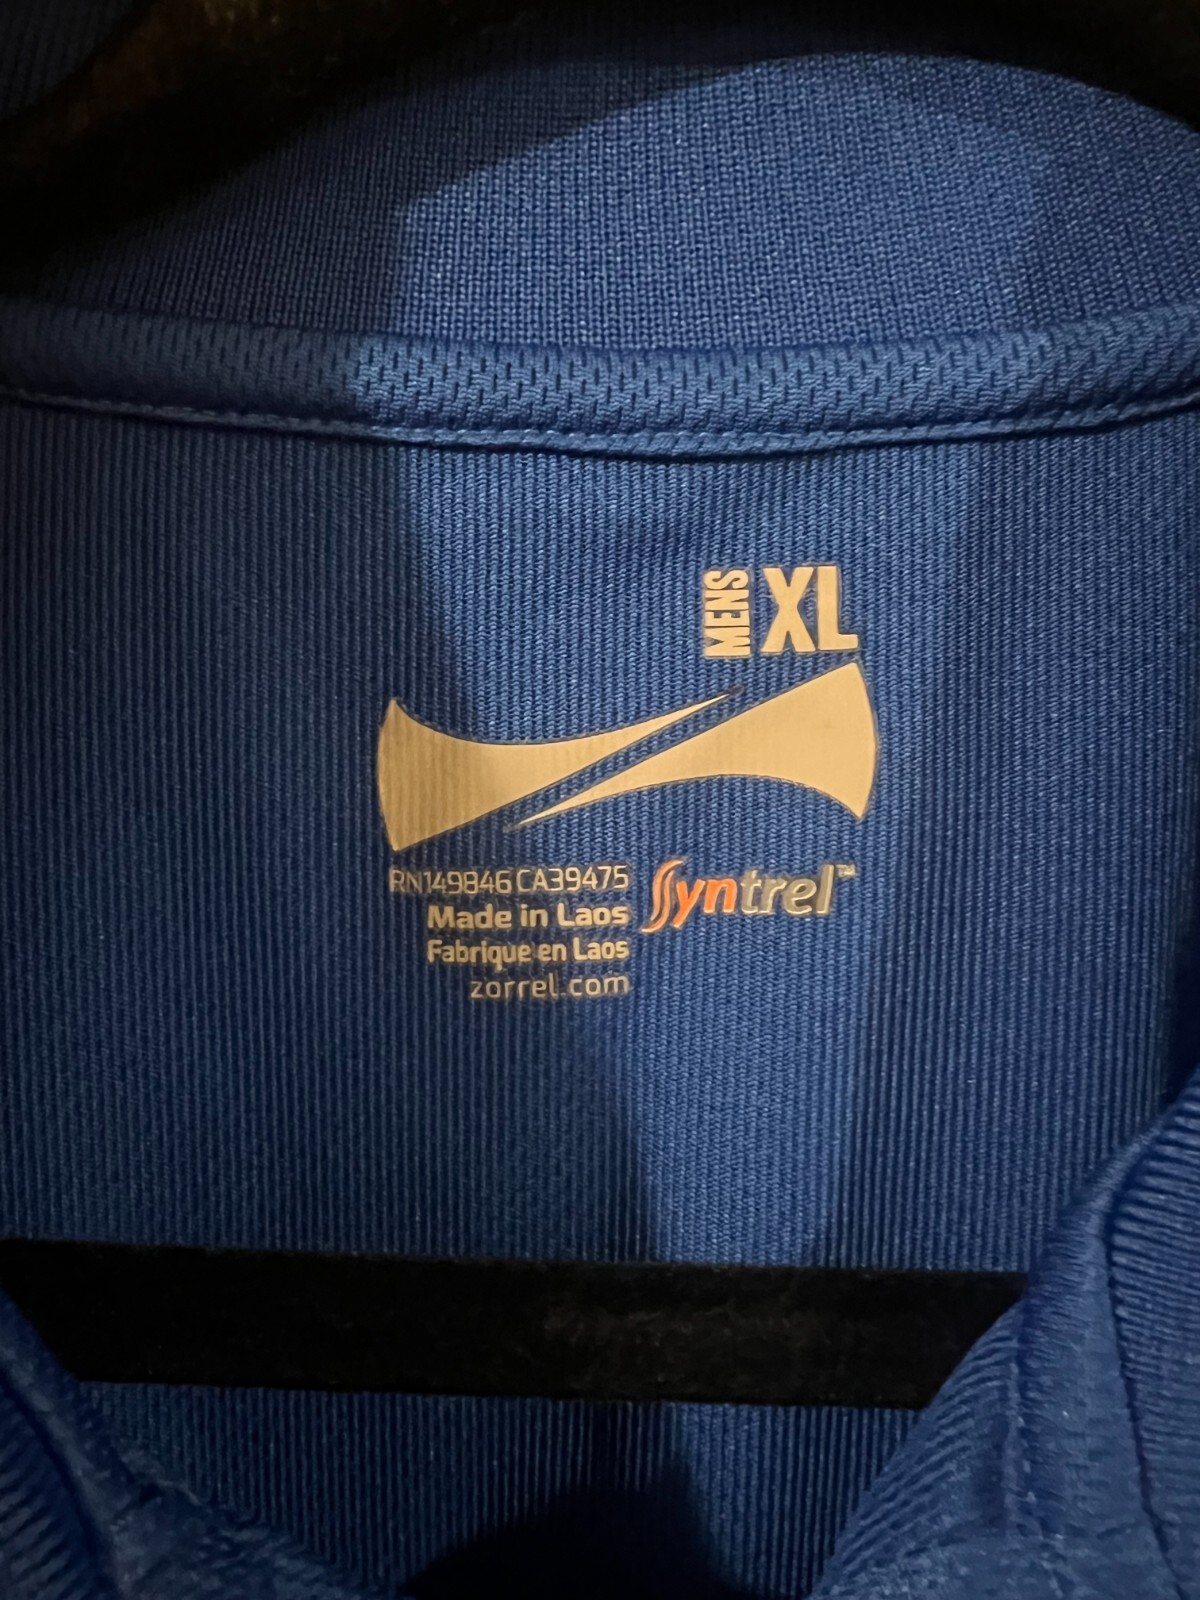 MENS XL
RN149846 CA39475
Made in Laos
Fabrique en Laos
zorrel.com
Syntrel™